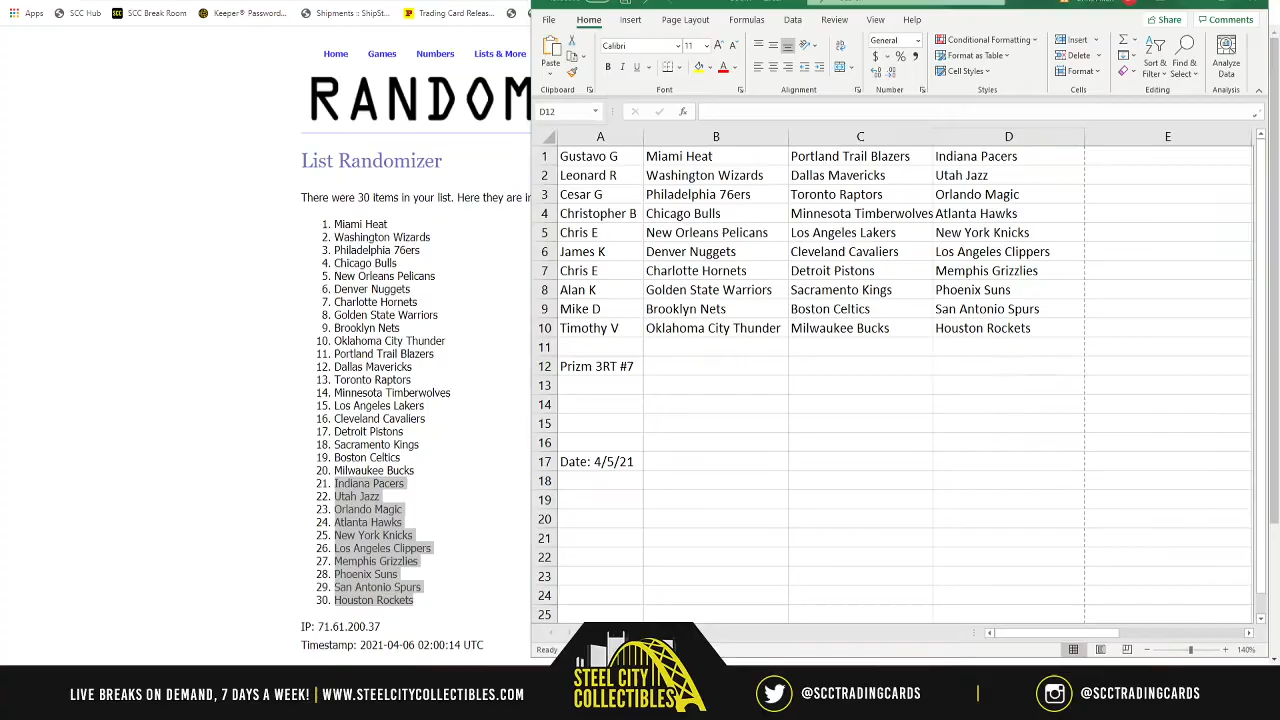 Apps SCC Hub SCC Break Room Keeper® Password... Shipments :: ShipSt... Trading Card Releas...
Home Games Numbers Lists & More
RANDOM
List Randomizer
There were 30 items in your list. Here they are in
1. Miami Heat
2. Washington Wizards
3. Philadelphia 76ers
4. Chicago Bulls
5. New Orleans Pelicans
6. Denver Nuggets
7. Charlotte Hornets
8. Golden State Warriors
9. Brooklyn Nets
10. Oklahoma City Thunder
11. Portland Trail Blazers
12. Dallas Mavericks
13. Toronto Raptors
14. Minnesota Timberwolves
15. Los Angeles Lakers
16. Cleveland Cavaliers
17. Detroit Pistons
18. Sacramento Kings
19. Boston Celtics
20. Milwaukee Bucks
21. Indiana Pacers
22. Utah Jazz
23. Orlando Magic
24. Atlanta Hawks
25. New York Knicks
26. Los Angeles Clippers
27. Memphis Grizzlies
28. Phoenix Suns
29. San Antonio Spurs
30. Houston Rockets
IP: 71.61.200.37
Timestamp: 2021-04-06 02:00:14 UTC
File Home Insert Page Layout Formulas Data Review View Help Share Comments
Paste Calibri 11 General Conditional Formatting Format as Table Cell Styles Insert Delete Format Sort & Filter Find & Select Analyze Data
Clipboard Font Alignment Number Styles Cells Editing Analysis
D12
A B C D E
1 Gustavo G Miami Heat Portland Trail Blazers Indiana Pacers
2 Leonard R Washington Wizards Dallas Mavericks Utah Jazz
3 Cesar G Philadelphia 76ers Toronto Raptors Orlando Magic
4 Christopher B Chicago Bulls Minnesota Timberwolves Atlanta Hawks
5 Chris E New Orleans Pelicans Los Angeles Lakers New York Knicks
6 James K Denver Nuggets Cleveland Cavaliers Los Angeles Clippers
7 Chris E Charlotte Hornets Detroit Pistons Memphis Grizzlies
8 Alan K Golden State Warriors Sacramento Kings Phoenix Suns
9 Mike D Brooklyn Nets Boston Celtics San Antonio Spurs
10 Timothy V Oklahoma City Thunder Milwaukee Bucks Houston Rockets
11
12 Prizm 3RT #7
13
14
15
16
17 Date: 4/5/21
18
19
20
21
22
23
24
25
Ready 140%
LIVE BREAKS ON DEMAND, 7 DAYS A WEEK! | WWW.STEELCITYCOLLECTIBLES.COM
STEEL CITY
COLLECTIBLES
@SCCTRADINGCARDS | @SCCTRADINGCARDS